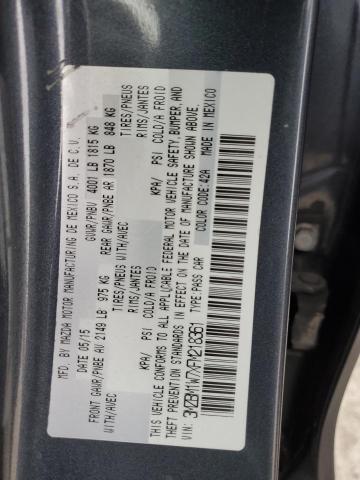 MFD. BY MAZDA MOTOR MANUFACTURING DE MEXICO S.A. DE C.V.
DATE 05/15 GVWR/PNBV 4001 LB 1815 KG
FRONT GAWR/PNBE AV 2149 LB 975 KG REAR GAWR/PNBE AR 1870 LB 848 KG
WITH/AVEC TIRES/PNEUS WITH/AVEC TIRES/PNEUS
RIMS/JANTES RIMS/JANTES
KPA/ PSI COLD/A FROID KPA/ PSI COLD/A FROID
THIS VEHICLE CONFORMS TO ALL APPLICABLE FEDERAL MOTOR VEHICLE SAFETY, BUMPER, AND
THEFT PREVENTION STANDARDS IN EFFECT ON THE DATE OF MANUFACTURE SHOWN ABOVE.
VIN: 3MZBM1W77FM218361 TYPE:PASS CAR COLOR CODE:42A MADE IN MEXICO